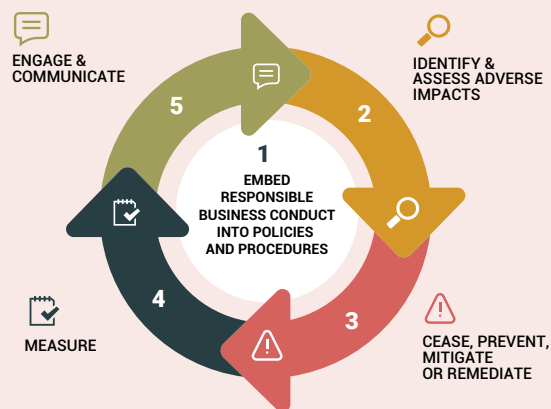 ENGAGE &
COMMUNICATE
IDENTIFY &
ASSESS ADVERSE
IMPACTS
5
2
1
EMBED
RESPONSIBLE
BUSINESS CONDUCT
INTO POLICIES
AND PROCEDURES
4
3
MEASURE
CEASE, PREVENT,
MITIGATE
OR REMEDIATE